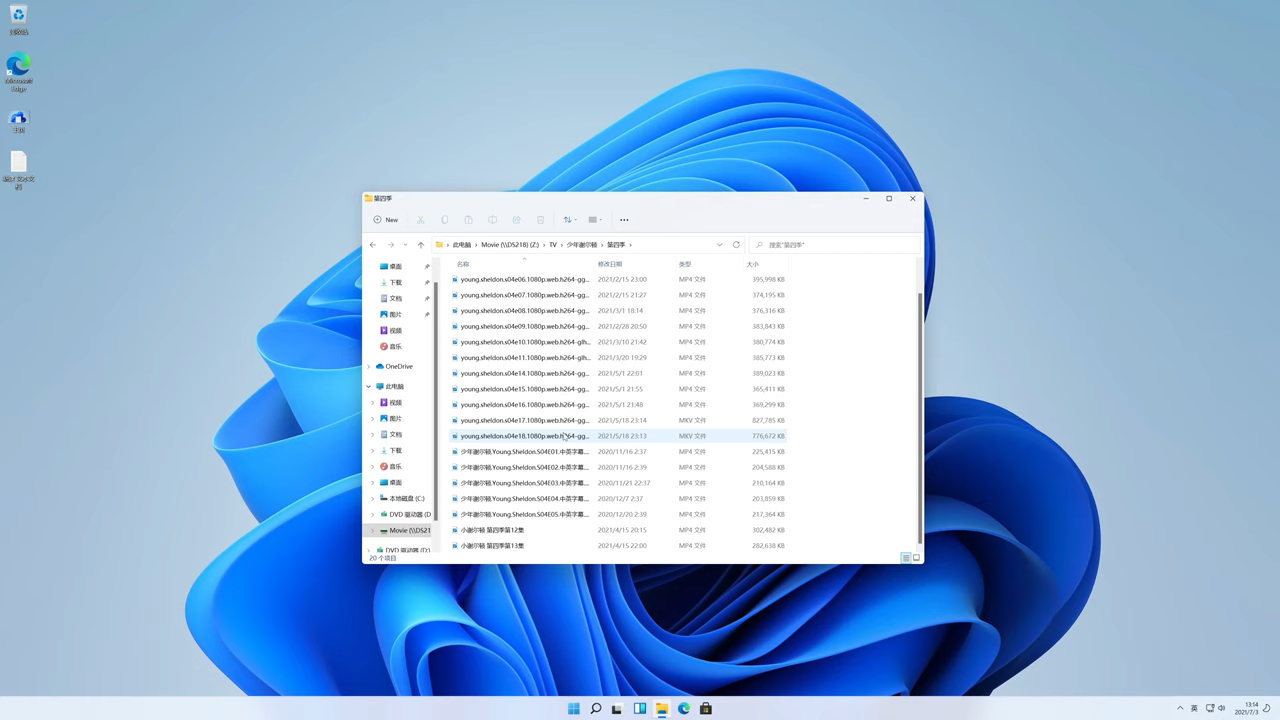 回收站
Microsoft
Edge
第四季
New
此电脑 › Movie (\\DS218) (Z:) › TV › 少年谢尔顿 › 第四季 ›
搜索"第四季"
名称 修改日期 类型 大小
桌面
下载
文档
图片
视频
音乐
OneDrive
此电脑
视频
图片
文档
下载
音乐
桌面
本地磁盘 (C:)
DVD 驱动器 (D
Movie (\\DS21
DVD 驱动器 (D:)
young.sheldon.s04e06.1080p.web.h264-gg... 2021/2/15 23:00 MP4 文件 395,998 KB
young.sheldon.s04e07.1080p.web.h264-gg... 2021/2/15 21:27 MP4 文件 374,195 KB
young.sheldon.s04e08.1080p.web.h264-gg... 2021/3/1 18:14 MP4 文件 376,316 KB
young.sheldon.s04e09.1080p.web.h264-gg... 2021/2/28 20:50 MP4 文件 383,843 KB
young.sheldon.s04e10.1080p.web.h264-glh... 2021/3/10 21:42 MP4 文件 380,774 KB
young.sheldon.s04e11.1080p.web.h264-glh... 2021/3/20 19:29 MP4 文件 385,773 KB
young.sheldon.s04e14.1080p.web.h264-gg... 2021/5/1 22:01 MP4 文件 389,023 KB
young.sheldon.s04e15.1080p.web.h264-gg... 2021/5/1 21:55 MP4 文件 365,411 KB
young.sheldon.s04e16.1080p.web.h264-gg... 2021/5/1 21:48 MP4 文件 369,299 KB
young.sheldon.s04e17.1080p.web.h264-gg... 2021/5/18 23:14 MKV 文件 827,785 KB
young.sheldon.s04e18.1080p.web.h264-gg... 2021/5/18 23:13 MKV 文件 776,672 KB
少年谢尔顿.Young.Sheldon.S04E01.中英字幕... 2020/11/16 2:37 MP4 文件 225,415 KB
少年谢尔顿.Young.Sheldon.S04E02.中英字幕... 2020/11/16 2:39 MP4 文件 204,588 KB
少年谢尔顿.Young.Sheldon.S04E03.中英字幕... 2020/11/21 22:37 MP4 文件 210,164 KB
少年谢尔顿.Young.Sheldon.S04E04.中英字幕... 2020/12/7 2:37 MP4 文件 203,859 KB
少年谢尔顿.Young.Sheldon.S04E05.中英字幕... 2020/12/20 2:39 MP4 文件 217,364 KB
小谢尔顿 第四季第12集 2021/4/15 20:15 MP4 文件 302,482 KB
小谢尔顿 第四季第13集 2021/4/15 22:00 MP4 文件 282,638 KB
20 个项目
英
13:14
2021/7/3